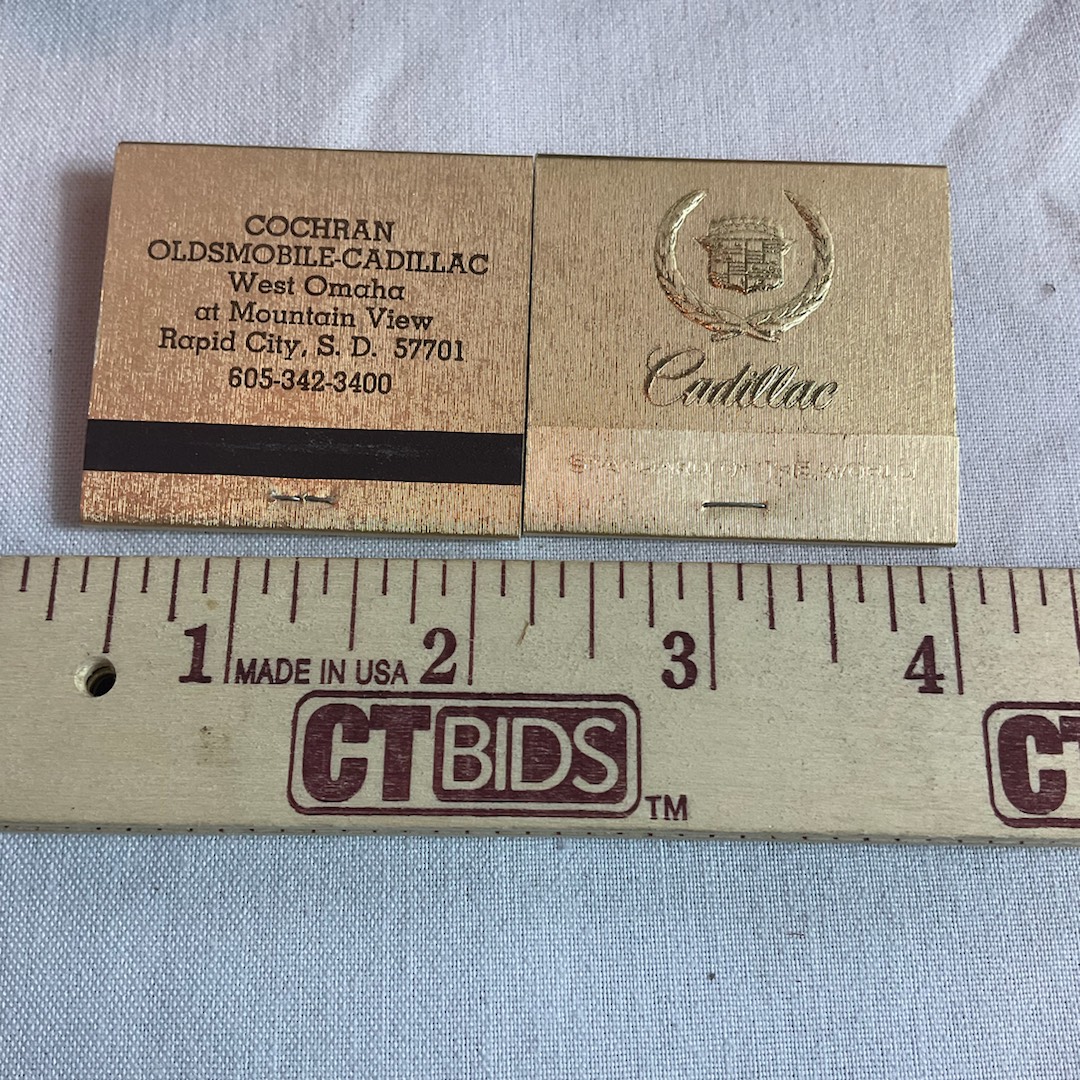 COCHRAN
OLDSMOBILE-CADILLAC
West Omaha
at Mountain View
Rapid City, S. D. 57701
605-342-3400
Cadillac
STANDARD OF THE WORLD
1 MADE IN USA 2 3 4
CTBIDS TM CT